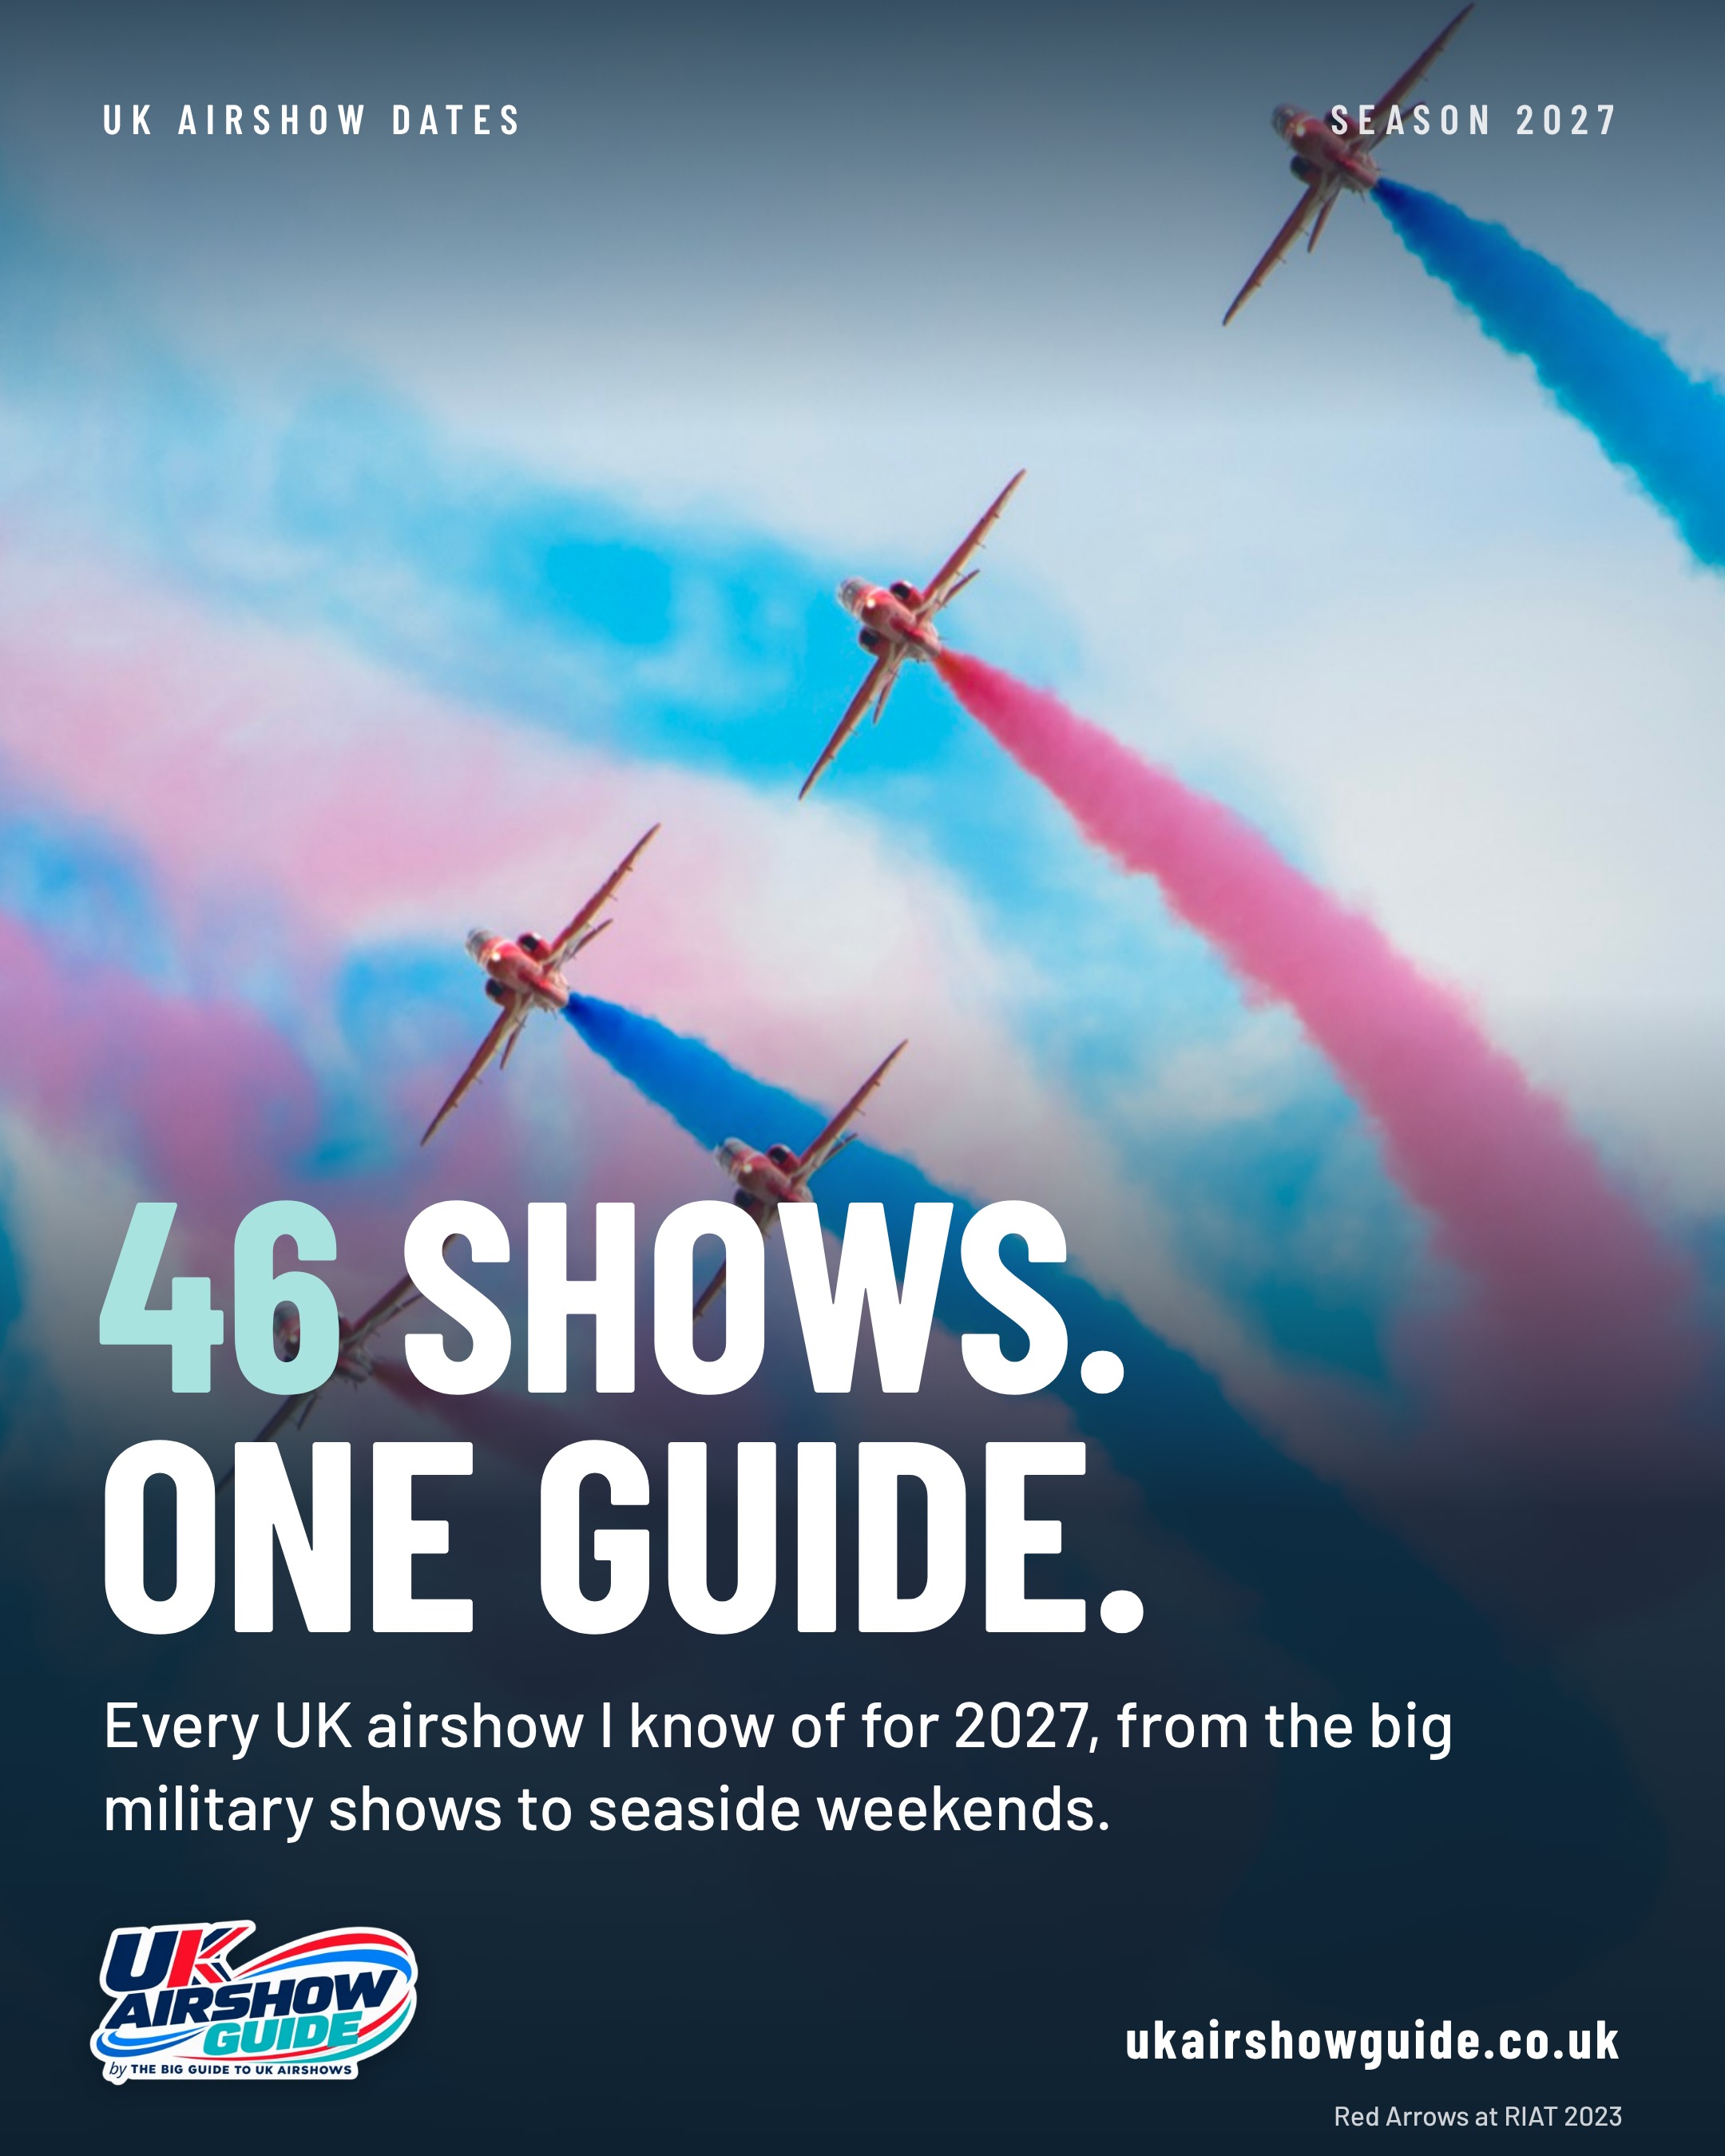 UK AIRSHOW DATES
SEASON 2027
46 SHOWS.
ONE GUIDE.
Every UK airshow I know of for 2027, from the big
military shows to seaside weekends.
UK
AIRSHOW
GUIDE
by THE BIG GUIDE TO UK AIRSHOWS
ukairshowguide.co.uk
Red Arrows at RIAT 2023